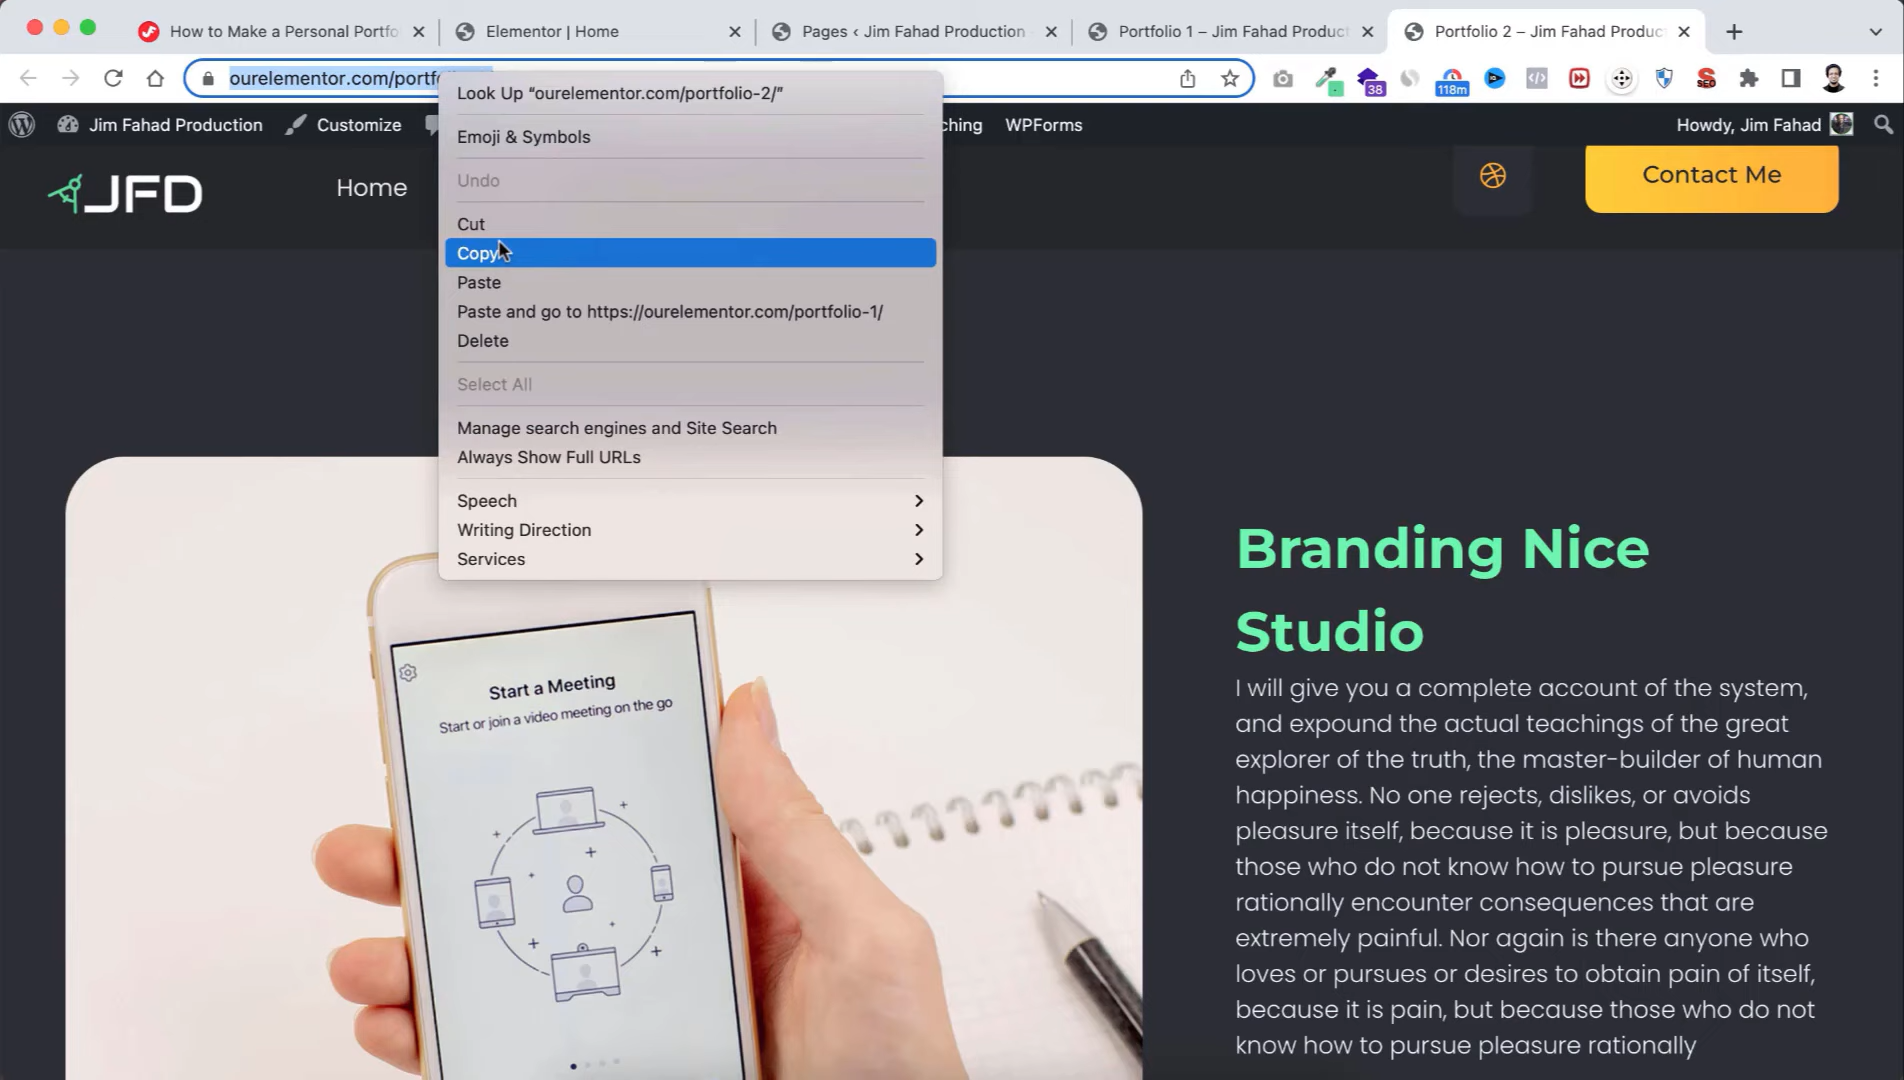 How to Make a Personal Portfo
Elementor | Home
Pages ‹ Jim Fahad Production
Portfolio 1 – Jim Fahad Product
Portfolio 2 – Jim Fahad Produc
ourelementor.com/portfo
38
118m
SEO
Jim Fahad Production
Customize
ching
WPForms
Howdy, Jim Fahad
JFD
Home
Contact Me
Look Up “ourelementor.com/portfolio-2/”
Emoji & Symbols
Undo
Cut
Copy
Paste
Paste and go to https://ourelementor.com/portfolio-1/
Delete
Select All
Manage search engines and Site Search
Always Show Full URLs
Speech
Writing Direction
Services
Start a Meeting
Start or join a video meeting on the go
Branding Nice
Studio
I will give you a complete account of the system,
and expound the actual teachings of the great
explorer of the truth, the master-builder of human
happiness. No one rejects, dislikes, or avoids
pleasure itself, because it is pleasure, but because
those who do not know how to pursue pleasure
rationally encounter consequences that are
extremely painful. Nor again is there anyone who
loves or pursues or desires to obtain pain of itself,
because it is pain, but because those who do not
know how to pursue pleasure rationally